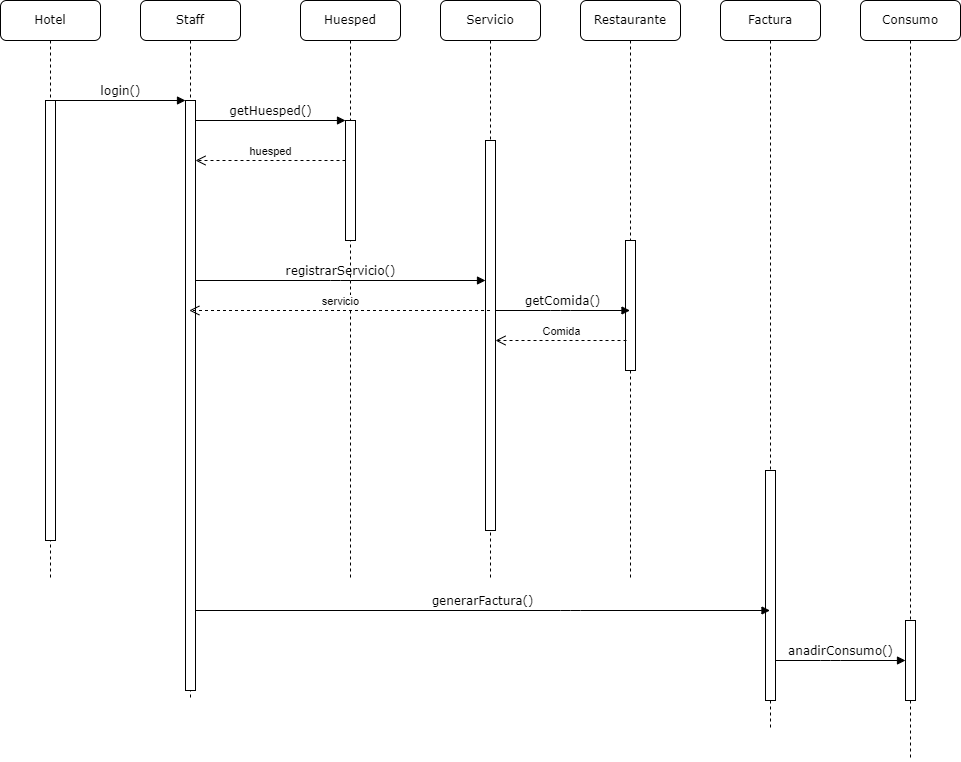 Hotel
Staff
Huesped
Servicio
Restaurante
Factura
Consumo
login()
getHuesped()
huesped
registrarServicio()
servicio
getComida()
Comida
generarFactura()
anadirConsumo()